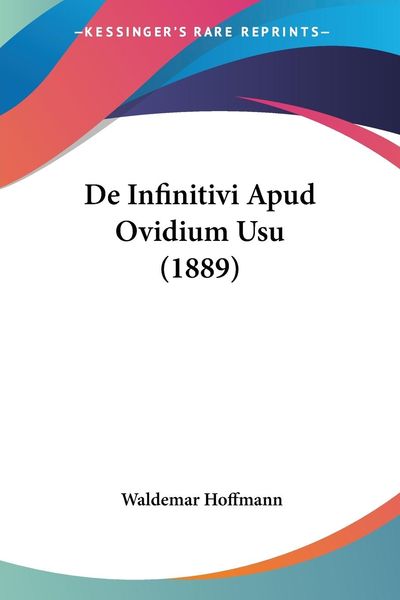 KESSINGER'S RARE REPRINTS
De Infinitivi Apud
Ovidium Usu
(1889)
Waldemar Hoffmann